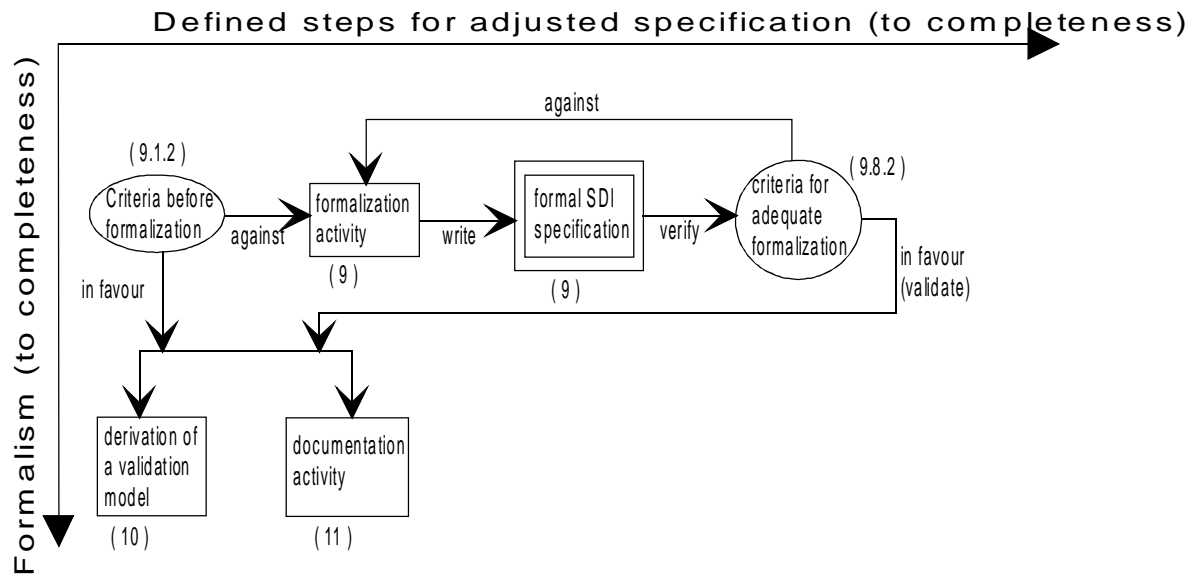 Defined steps for adjusted specification (to completeness)
Formalism (to completeness)
against
( 9.1.2 )
( 9.8.2 )
Criteria before
formalization
against
formalization
activity
write
formal SDI
specification
verify
criteria for
adequate
formalization
( 9 )
( 9 )
in favour
in favour
(validate)
derivation of
a validation
model
documentation
activity
( 10 )
( 11 )